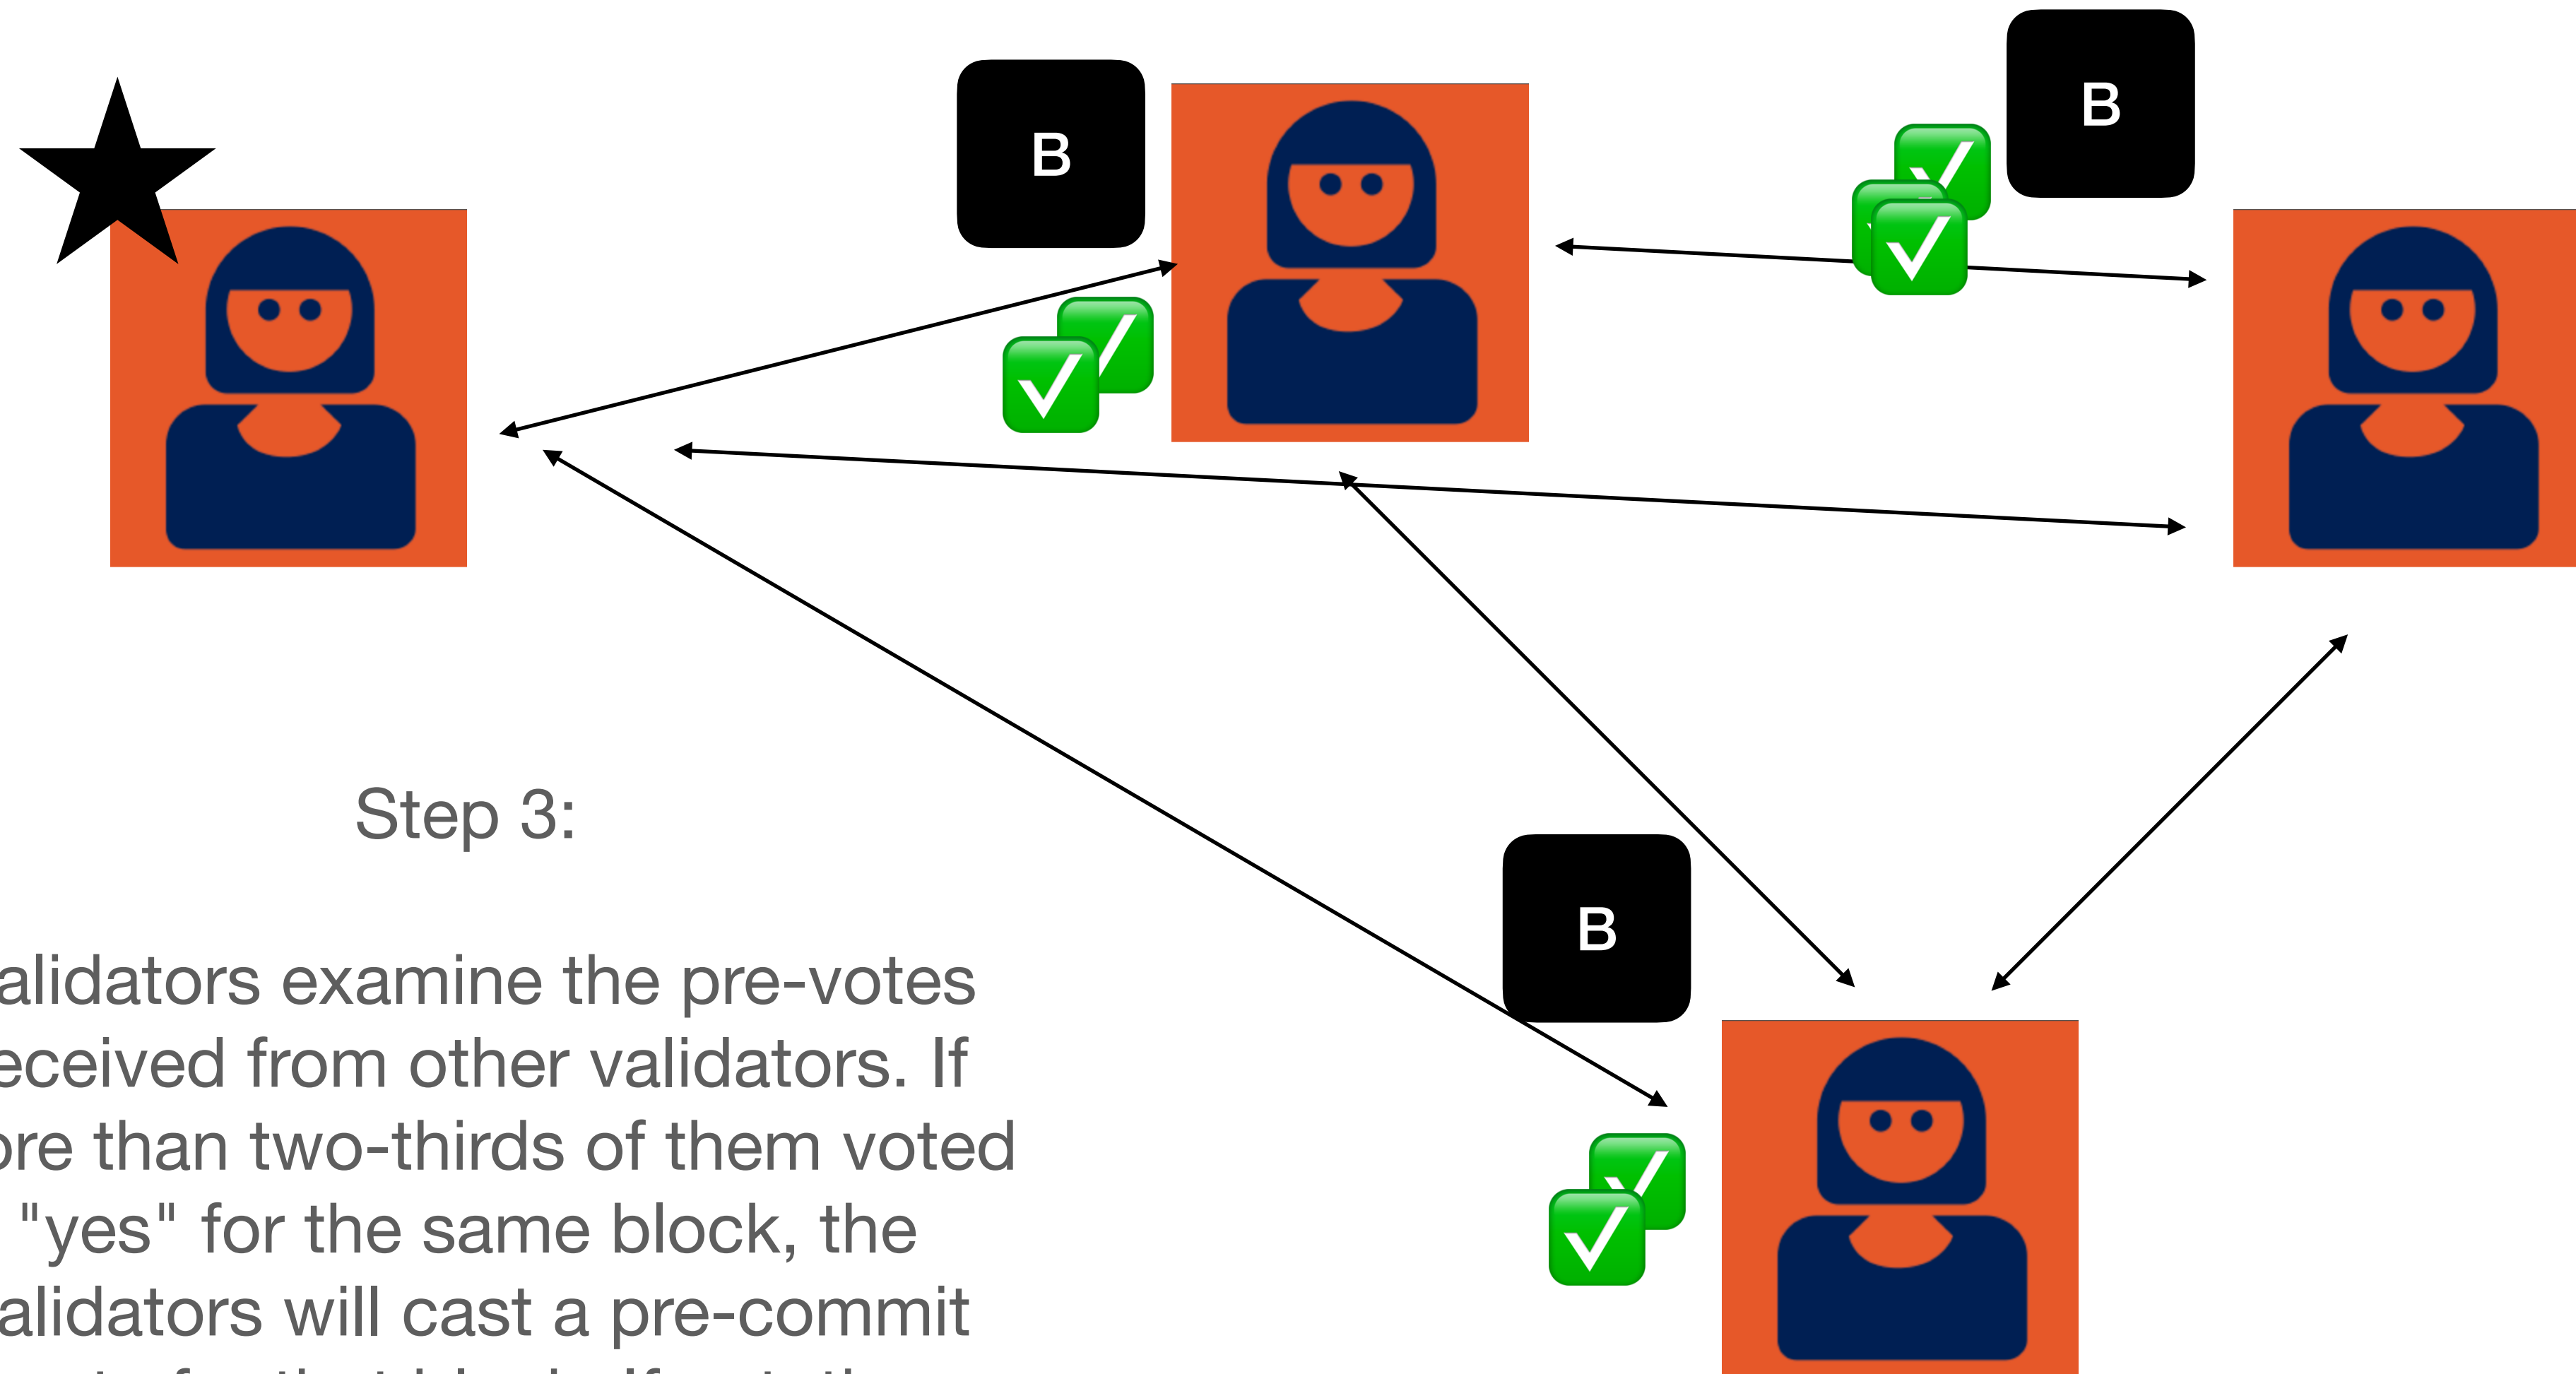 B
B
Step 3:
alidators examine the pre-votes
eceived from other validators. If
ore than two-thirds of them voted
"yes" for the same block, the
alidators will cast a pre-commit
B